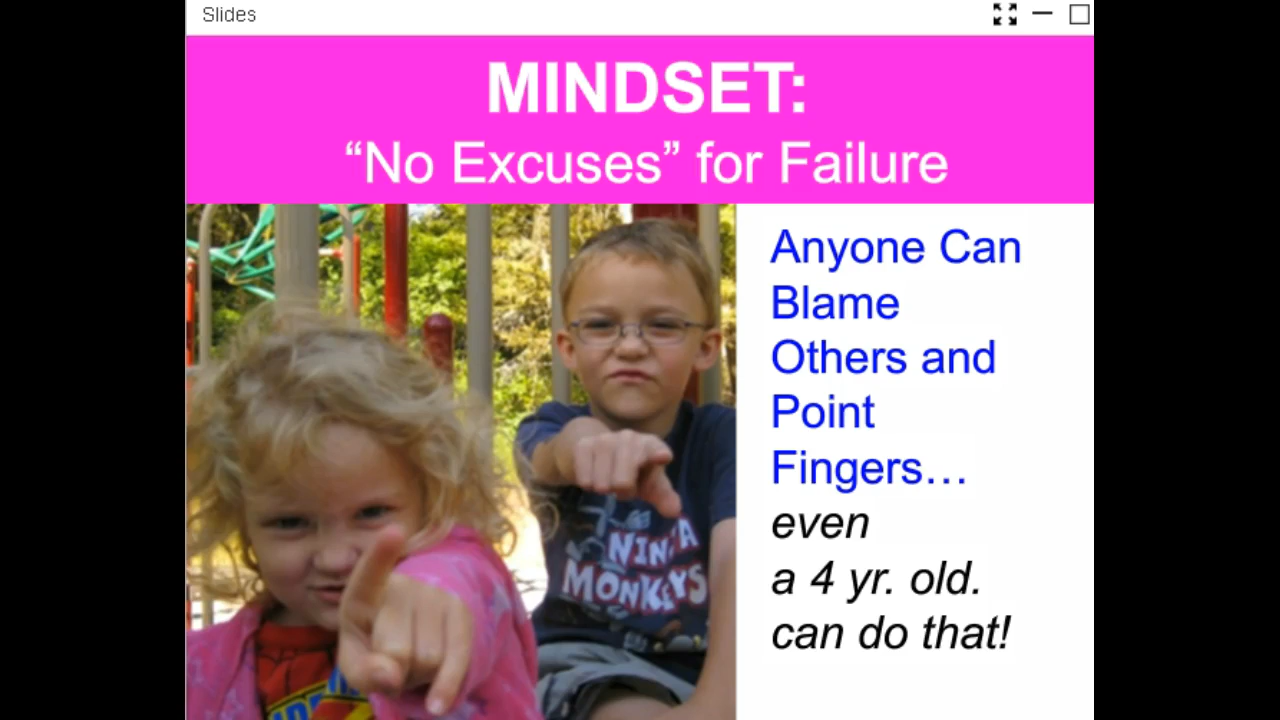 Slides
MINDSET:
“No Excuses” for Failure
Anyone Can
Blame
Others and
Point
Fingers…
even
a 4 yr. old.
can do that!
NINJA
MONKEYS